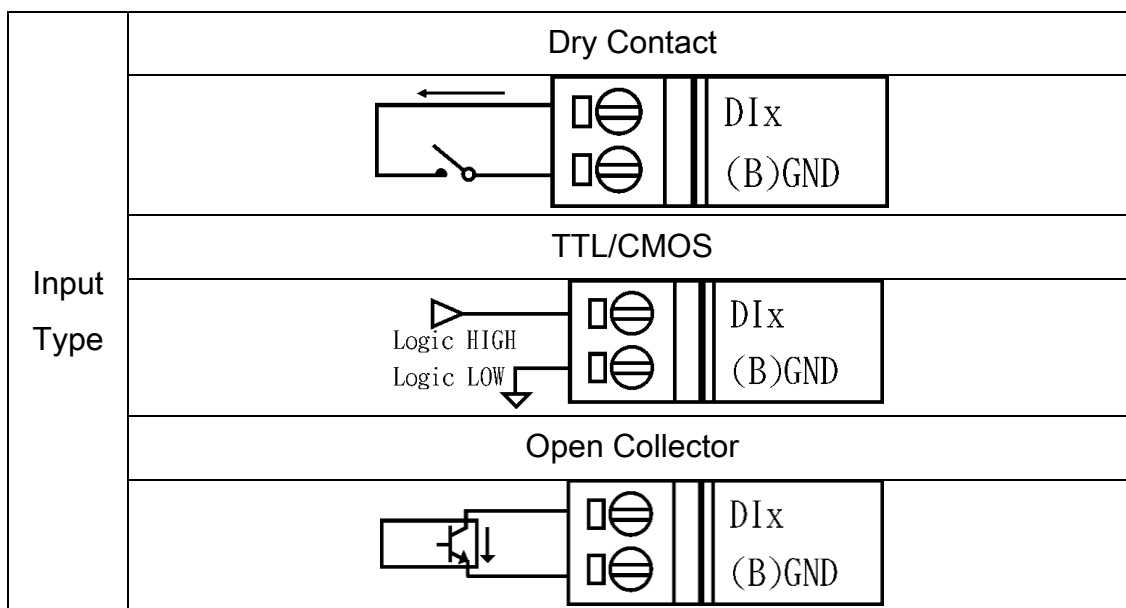 Input
Type
Dry Contact
DIx
(B)GND
TTL/CMOS
Logic HIGH
Logic LOW
DIx
(B)GND
Open Collector
DIx
(B)GND